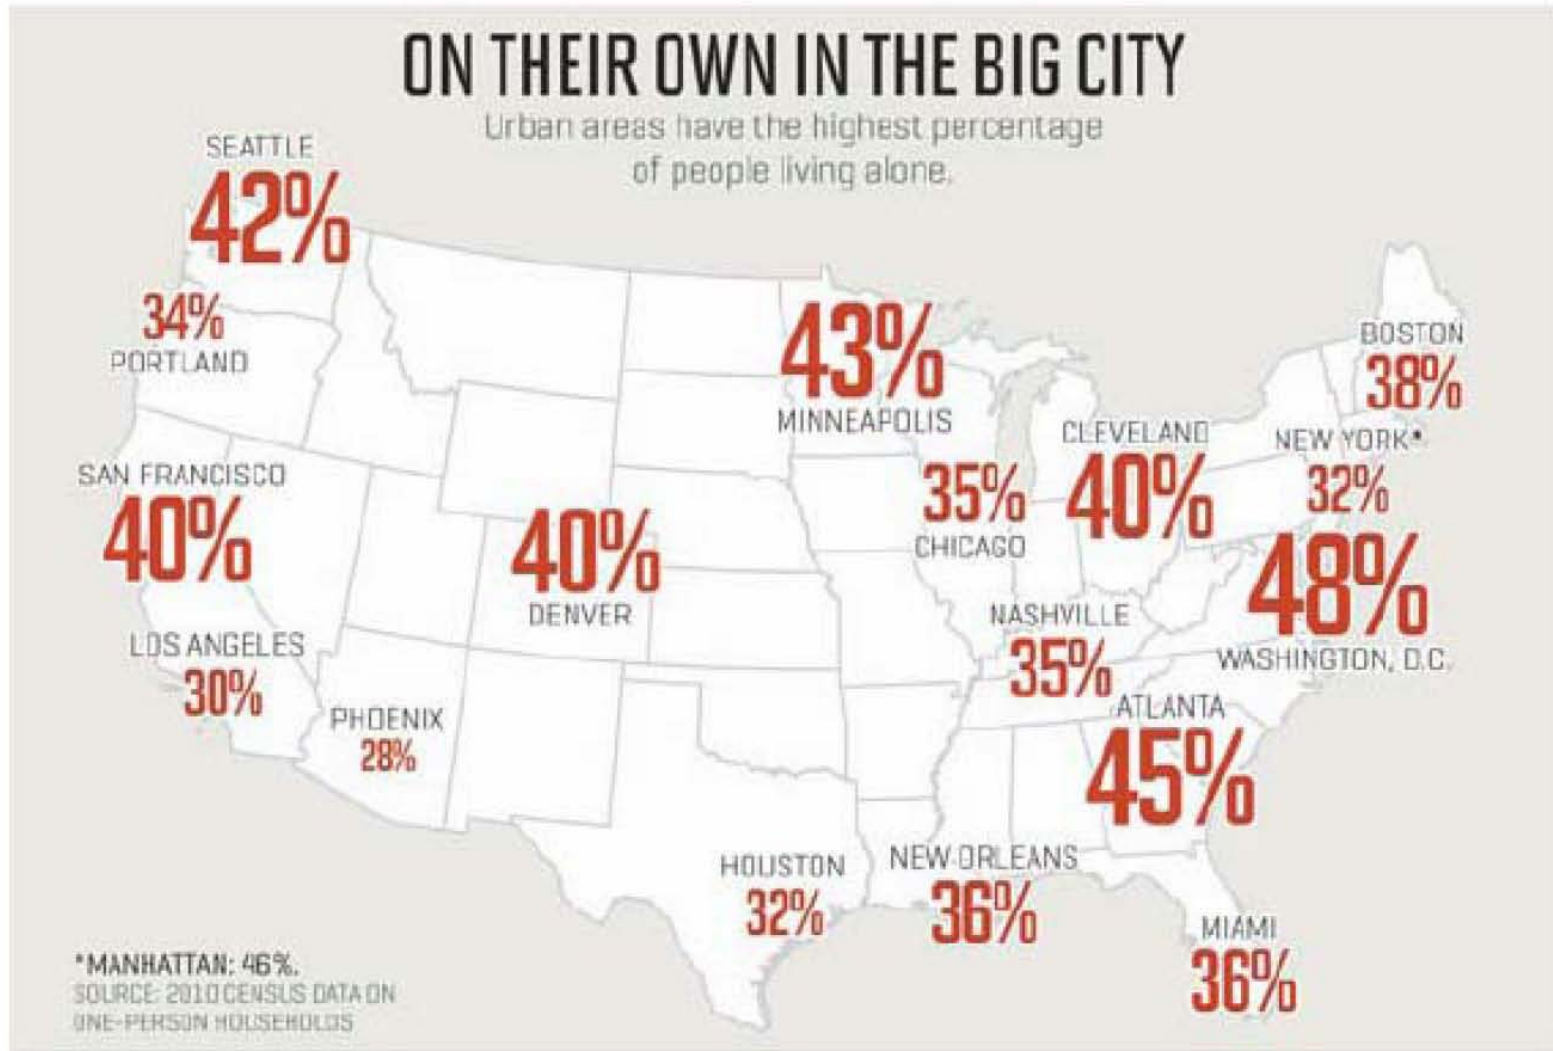 ON THEIR OWN IN THE BIG CITY
Urban areas have the highest percentage
of people living alone.
SEATTLE
42%
34%
PORTLAND
SAN FRANCISCO
40%
LOS ANGELES
30%
PHOENIX
28%
40%
DENVER
43%
MINNEAPOLIS
35%
CHICAGO
CLEVELAND
40%
BOSTON
38%
NEW YORK*
32%
48%
WASHINGTON, D.C.
NASHVILLE
35%
ATLANTA
45%
HOUSTON
32%
NEW ORLEANS
36%
MIAMI
36%
*MANHATTAN: 46%.
SOURCE: 2010 CENSUS DATA ON
ONE-PERSON HOUSEHOLDS